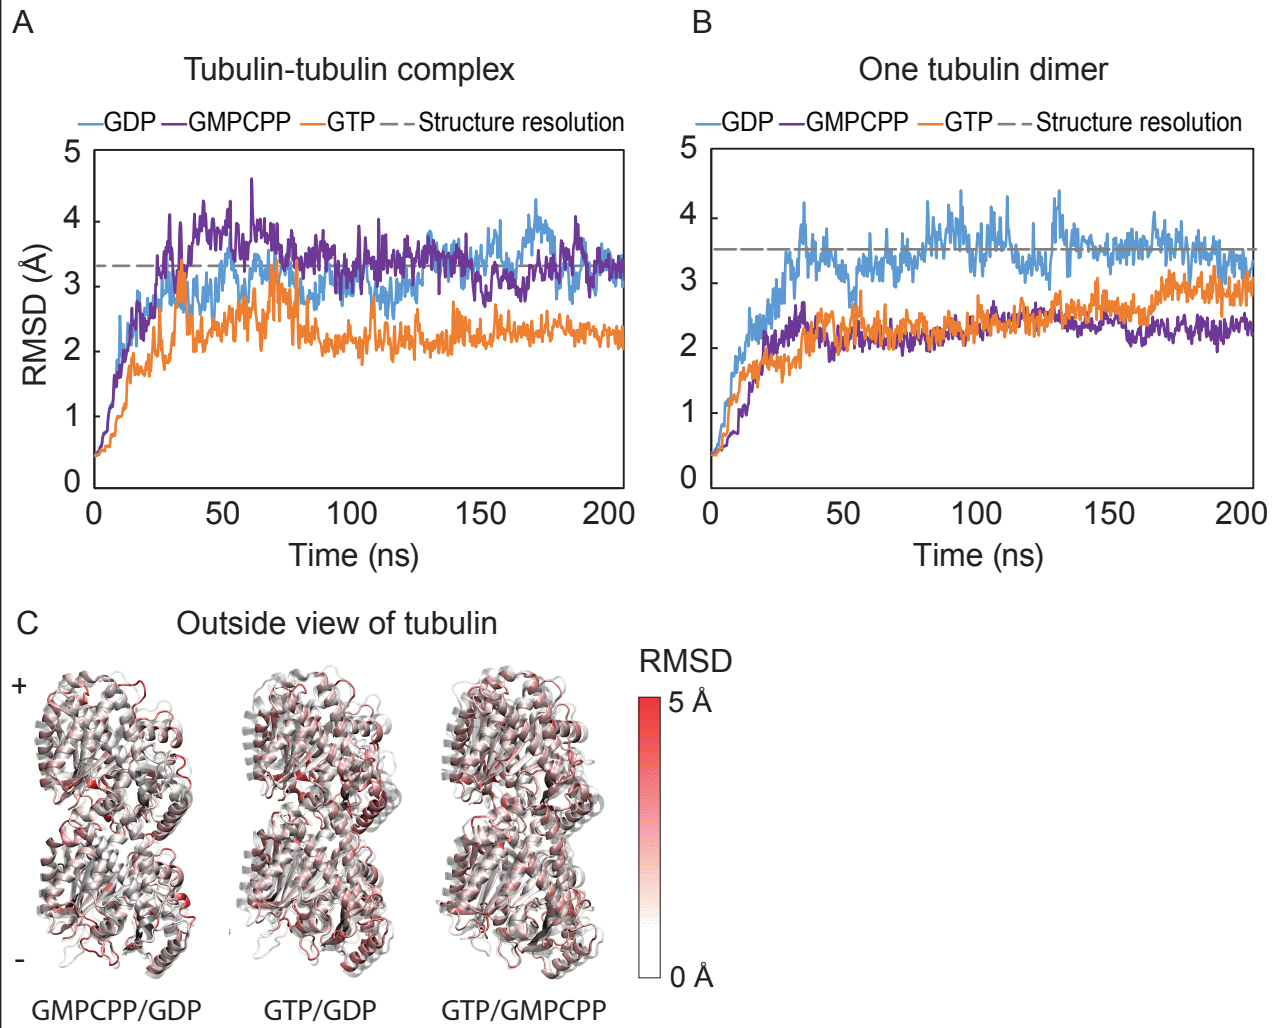 A
Tubulin-tubulin complex
GDP GMPCPP GTP Structure resolution
5
4
3
2
1
0
RMSD (Å)
0 50 100 150 200
Time (ns)
B
One tubulin dimer
GDP GMPCPP GTP Structure resolution
5
4
3
2
1
0
0 50 100 150 200
Time (ns)
C
Outside view of tubulin
+
-
GMPCPP/GDP GTP/GDP GTP/GMPCPP
RMSD
5 Å
0 Å